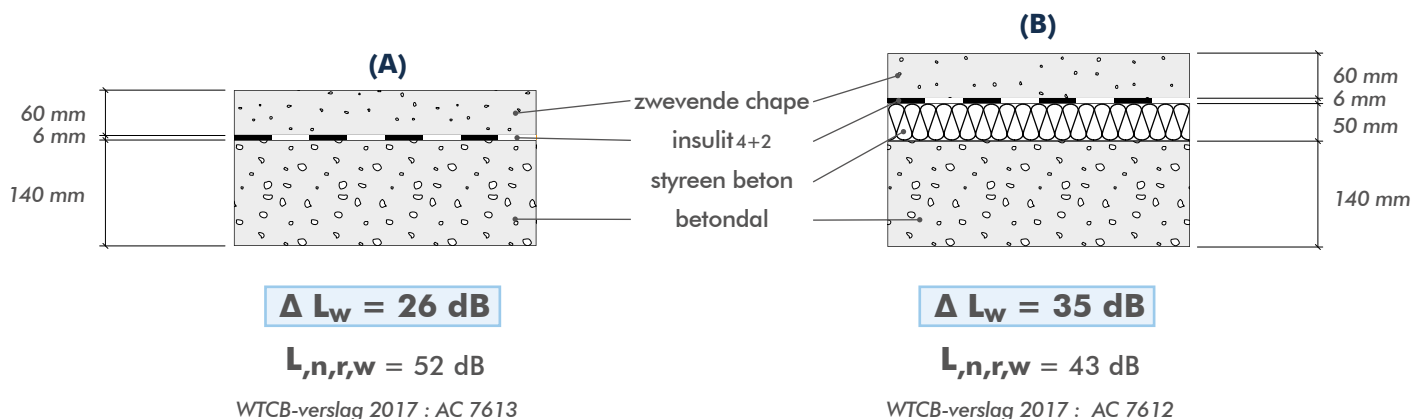 (A)
(B)
60 mm
6 mm
140 mm
zwevende chape
insulit 4+2
styreen beton
betondal
60 mm
6 mm
50 mm
140 mm
Δ Lw = 26 dB
Δ Lw = 35 dB
L,n,r,w = 52 dB
L,n,r,w = 43 dB
WTCB-verslag 2017 : AC 7613
WTCB-verslag 2017 : AC 7612